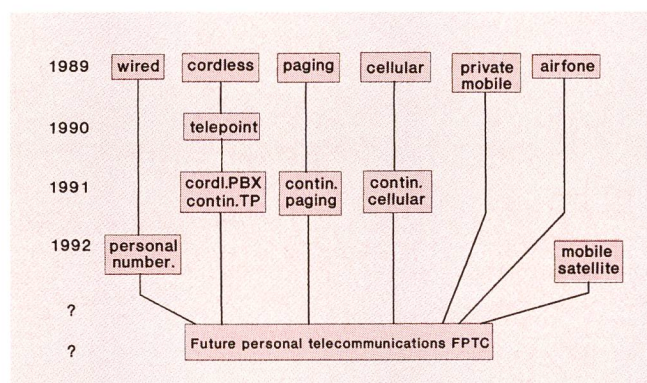 1989 wired cordless paging cellular private mobile airfone
1990 telepoint
1991 cordl.PBX contin.TP contin. paging contin. cellular
1992 personal number. mobile satellite
?
Future personal telecommunications FPTC
?